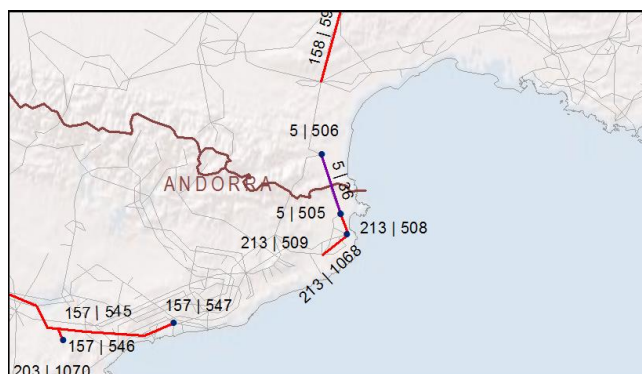 158 | 59
5 | 506
5 | 36
ANDORRA
5 | 505
213 | 508
213 | 509
213 | 1068
157 | 545
157 | 547
157 | 546
203 | 1070